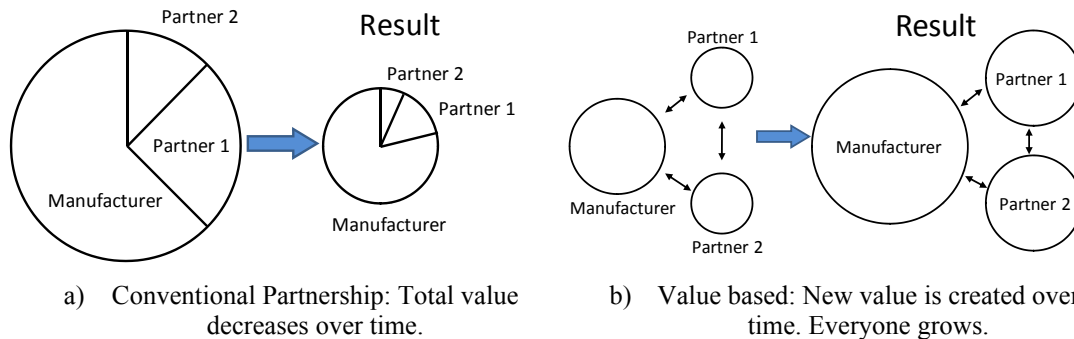 Partner 2
Partner 1
Manufacturer
Result
Partner 2
Partner 1
Manufacturer
a) Conventional Partnership: Total value
decreases over time.
Partner 1
Manufacturer
Partner 2
Result
Partner 1
Manufacturer
Partner 2
b) Value based: New value is created over
time. Everyone grows.